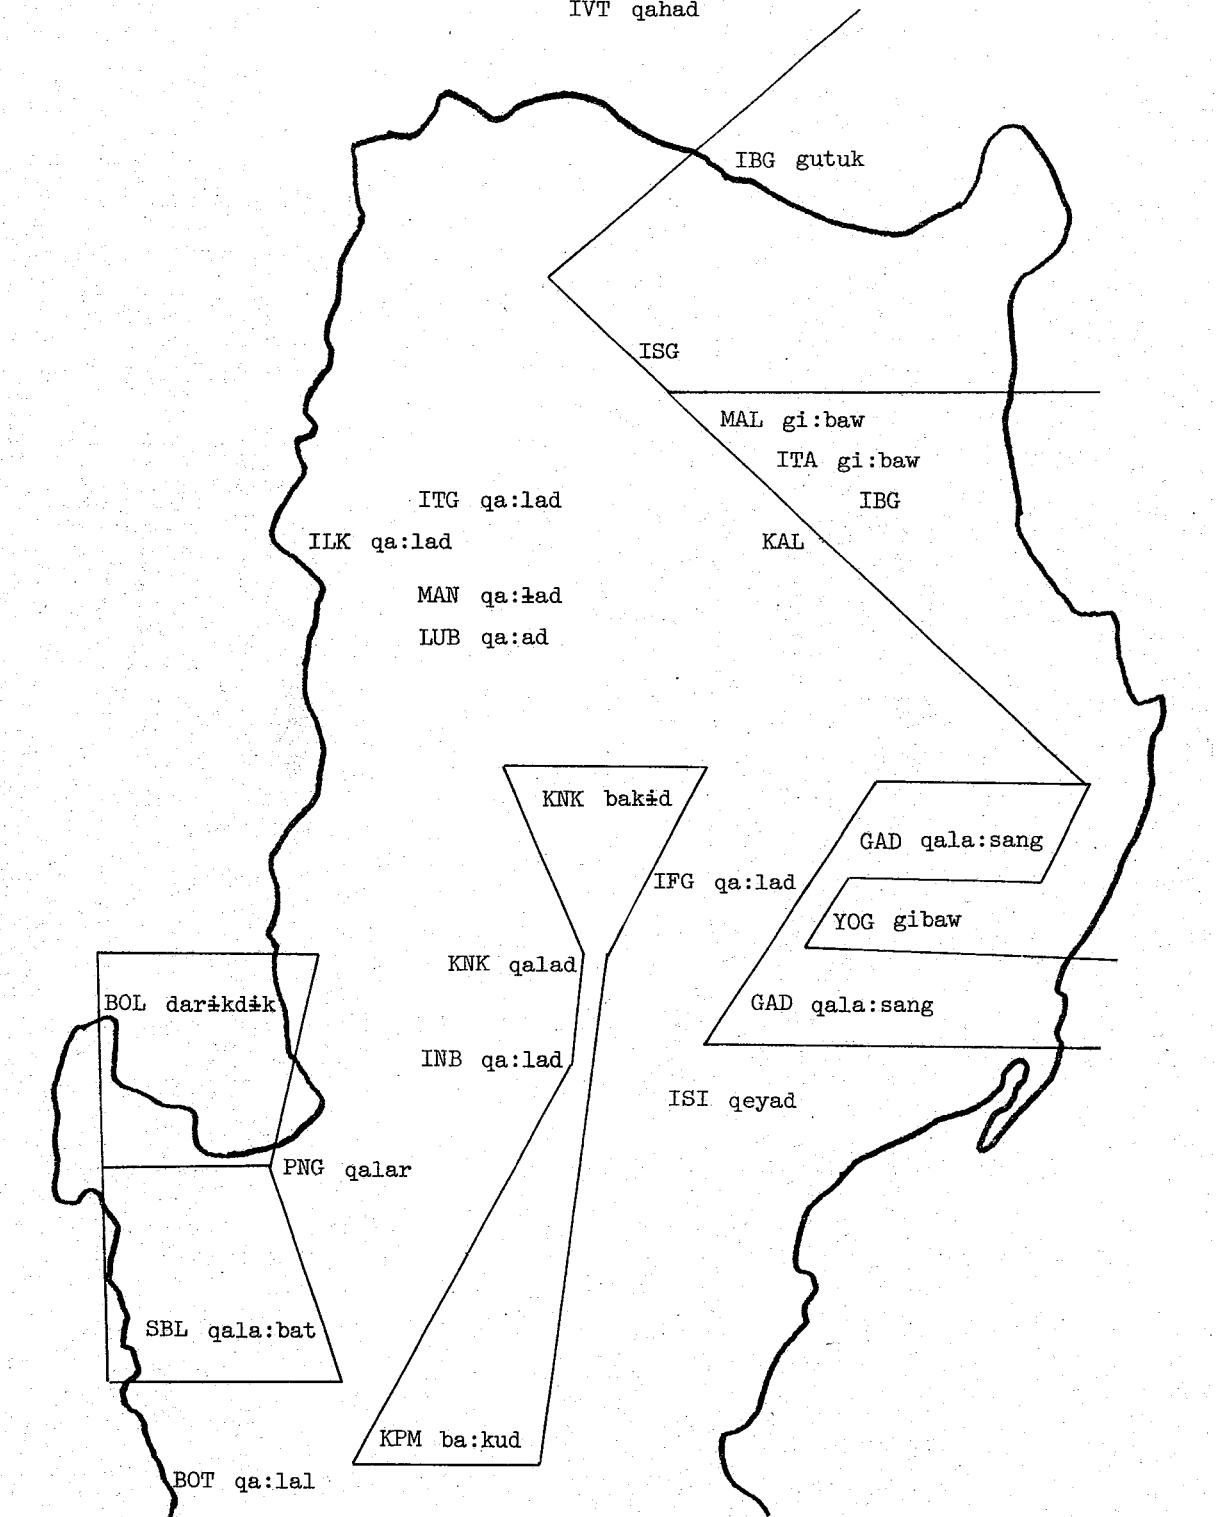 IVT qahad
IBG gutuk
ISG
MAL gi:baw
ITA gi:baw
ITG qa:lad
IBG
ILK qa:lad
KAL
MAN qa:ɫad
LUB qa:ad
KNK bakɨd
GAD qala:sang
IFG qa:lad
YOG gibaw
KNK qalad
BOL darɨkdɨk
GAD qala:sang
INB qa:lad
ISI qeyad
PNG qalar
SBL qala:bat
KPM ba:kud
BOT qa:lal